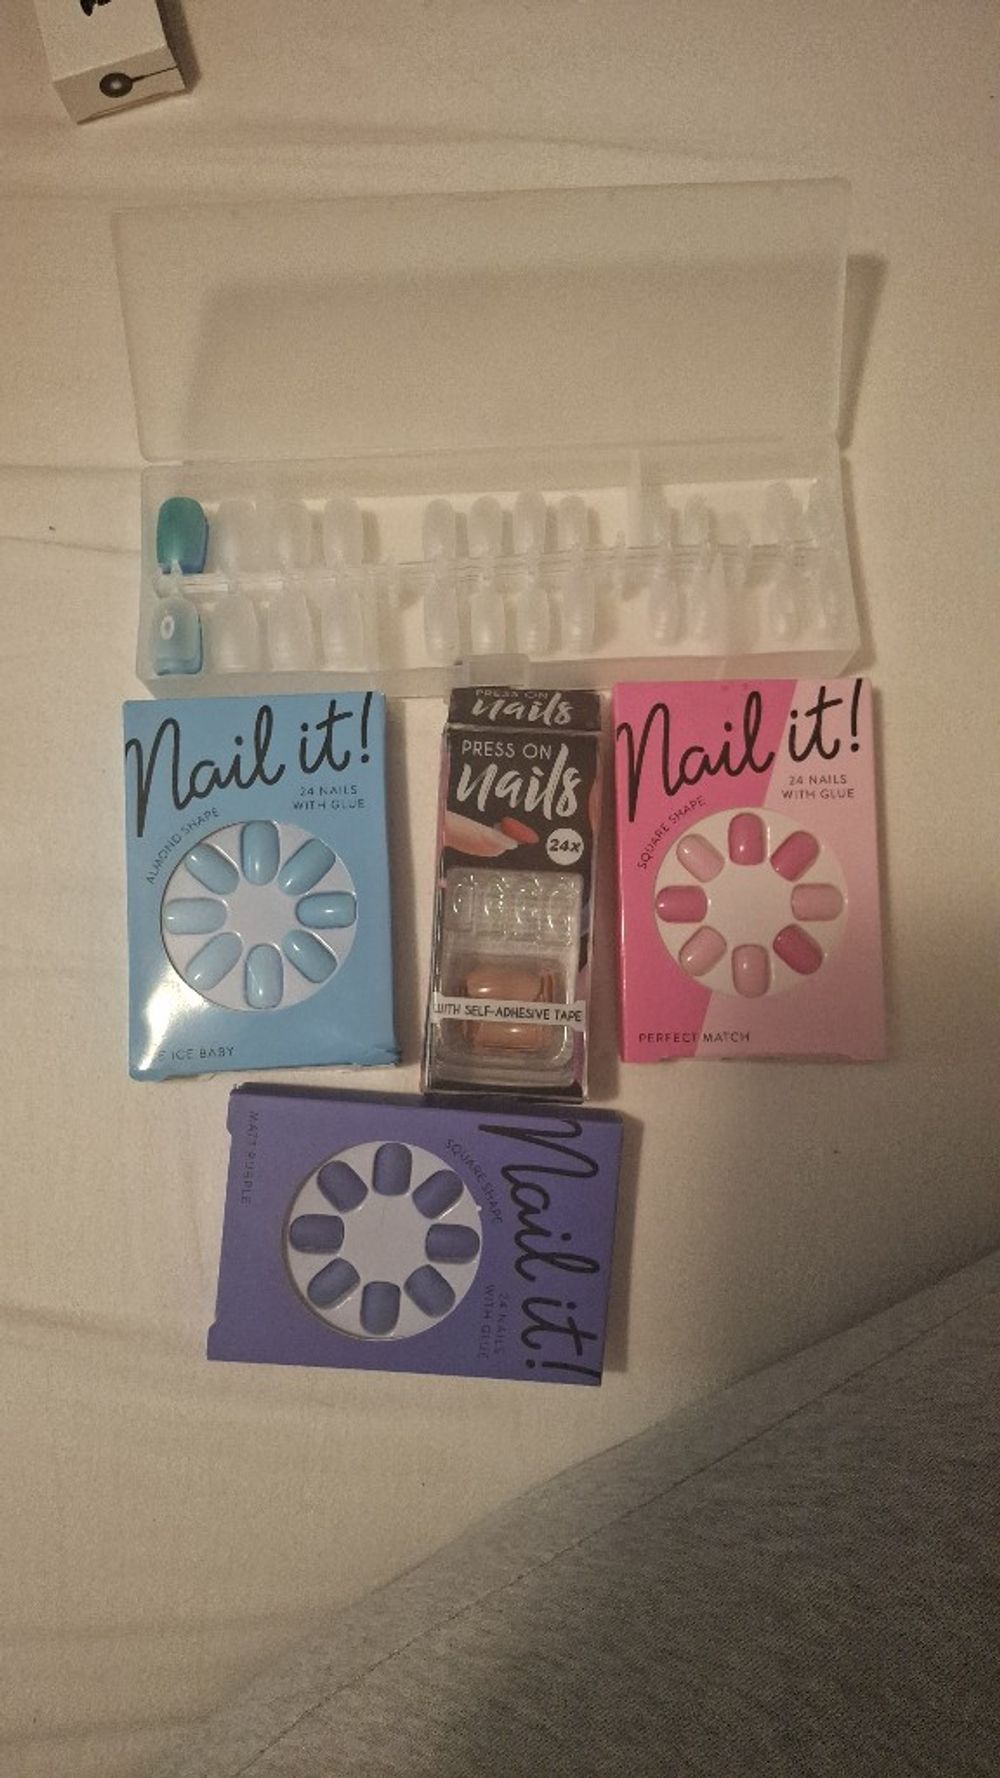 Nail it!
24 NAILS
WITH GLUE
ALMOND SHAPE
ICE BABY
PRESS ON
nails
PRESS ON
nails
24x
WITH SELF-ADHESIVE TAPE
Nail it!
24 NAILS
WITH GLUE
SQUARE SHAPE
PERFECT MATCH
Nail it!
24 NAILS
WITH GLUE
SQUARE SHAPE
MATT PURPLE